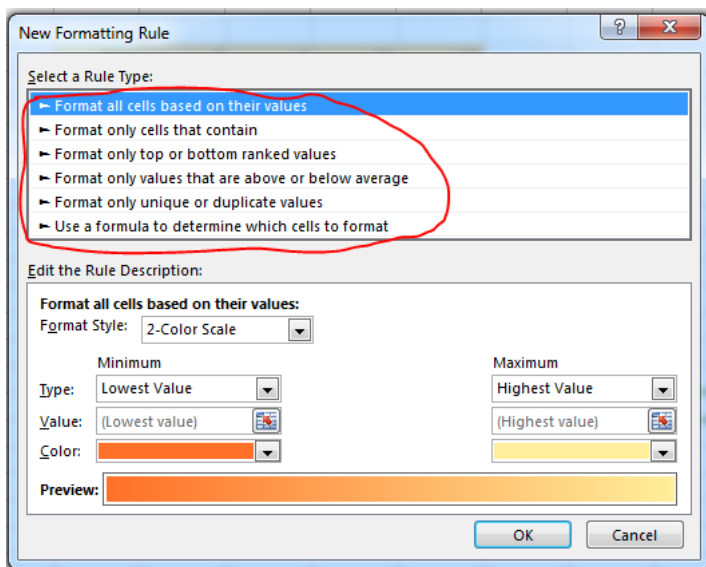 New Formatting Rule
Select a Rule Type:
► Format all cells based on their values
► Format only cells that contain
► Format only top or bottom ranked values
► Format only values that are above or below average
► Format only unique or duplicate values
► Use a formula to determine which cells to format
Edit the Rule Description:
Format all cells based on their values:
Format Style: 2-Color Scale
Minimum Maximum
Type: Lowest Value Highest Value
Value: (Lowest value) (Highest value)
Color:
Preview:
OK Cancel